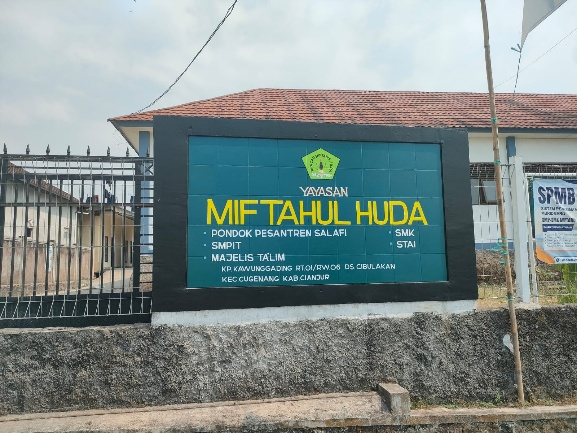 YAYASAN
MIFTAHUL HUDA
• PONDOK PESANTREN SALAFI
• SMPIT
• MAJELIS TALIM
• SMK
• STAI
KP. KAWUNGGADING RT.01/RW.06 DS. CIBULAKAN
KEC CUGENANG KAB. CIANJUR
SPMB